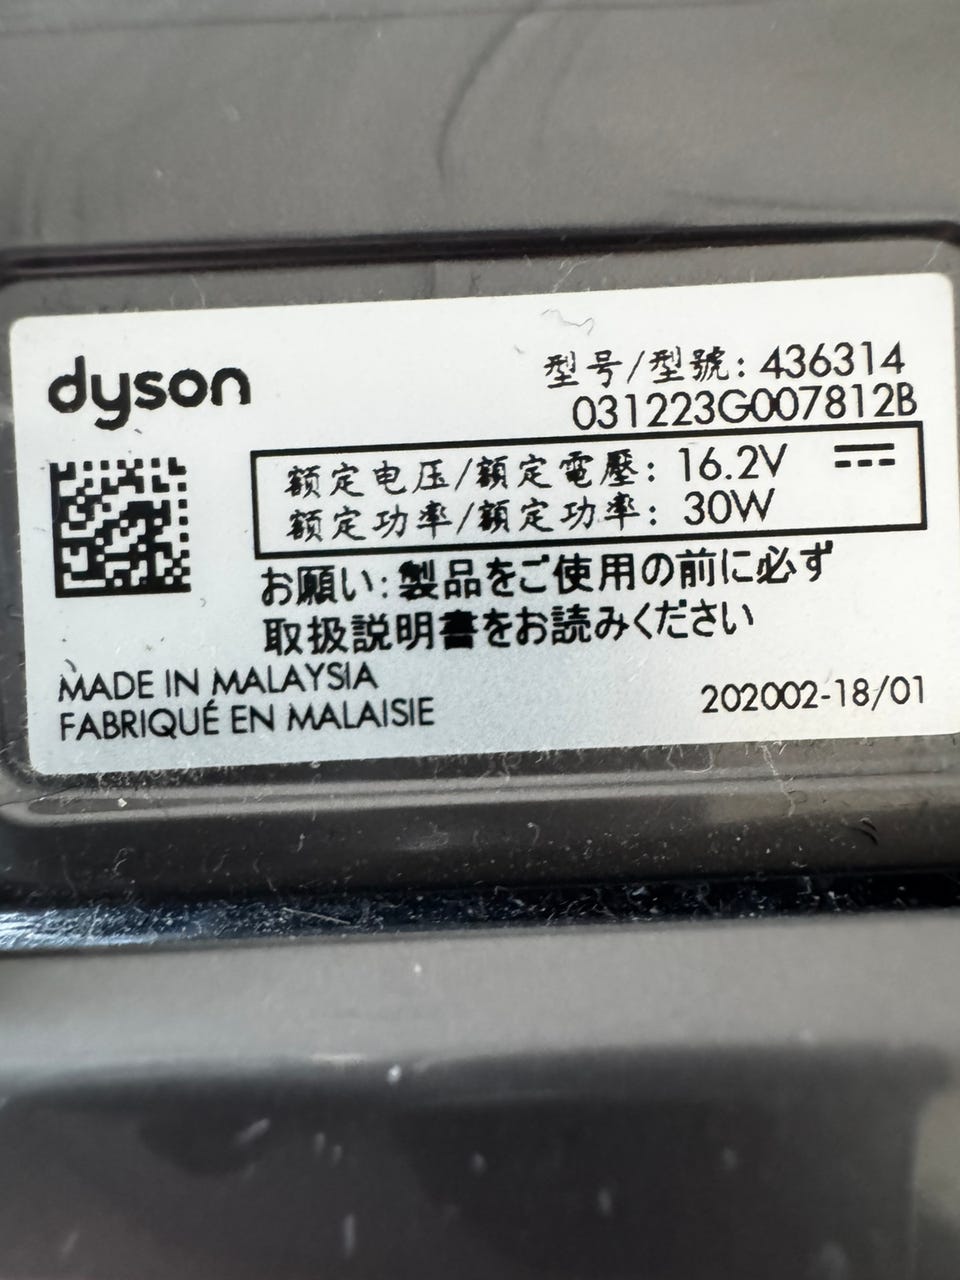 dyson
型号/型號: 436314
031223G007812B
额定电压/額定電壓: 16.2V
额定功率/額定功率: 30W
お願い:製品をご使用の前に必ず
取扱説明書をお読みください
MADE IN MALAYSIA
FABRIQUÉ EN MALAISIE
202002-18/01